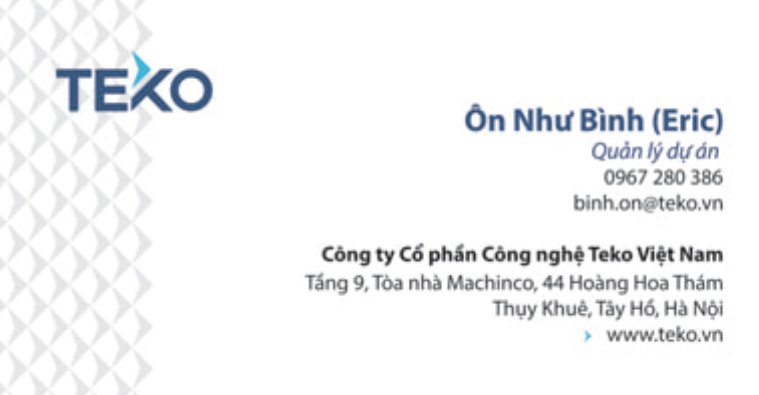 TEKO
Ôn Như Bình (Eric)
Quản lý dự án
0967 280 386
binh.on@teko.vn
Công ty Cổ phần Công nghệ Teko Việt Nam
Tầng 9, Tòa nhà Machinco, 44 Hoàng Hoa Thám
Thụy Khuê, Tây Hồ, Hà Nội
www.teko.vn